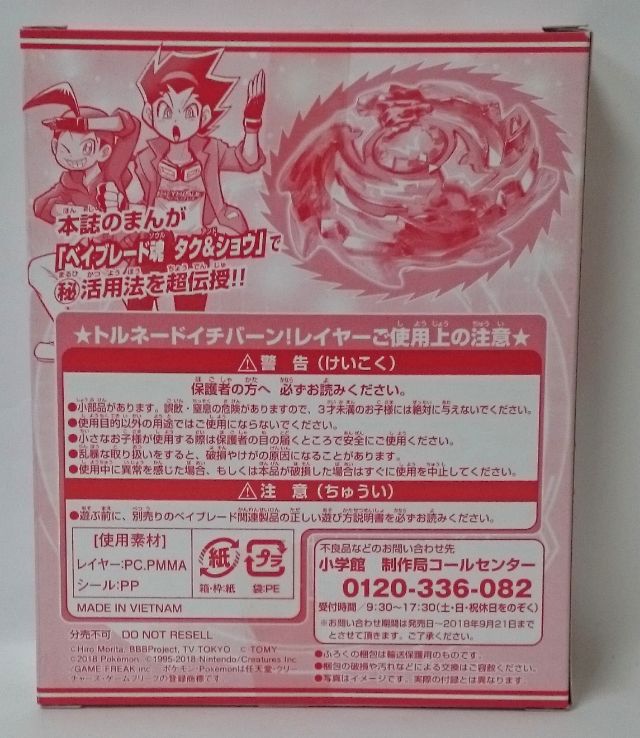 本誌のまんが
「ベイブレード魂 タク&ショウ」で
㊙活用法を超伝授!!
★トルネードイチバーン!レイヤーご使用上の注意★
⚠警 告(けいこく)
保護者の方へ 必ずお読みください。
●小部品があります。誤飲・窒息の危険がありますので、3才未満のお子様には絶対に与えないでください。
●使用目的以外の用途ではご使用にならないでください。
●小さなお子様が使用する際は保護者の目の届くところで安全にご使用ください。
●乱暴な取り扱いをすると、破損やけがの原因になることがあります。
●使用中に異常を感じた場合、もしくは本品が破損した場合はすぐに使用を中止してください。
⚠注 意(ちゅうい)
●遊ぶ前に、別売りのベイブレード関連製品の正しい遊び方説明書を必ずお読みください。
[使用素材]
レイヤー:PC.PMMA
シール:PP
MADE IN VIETNAM
紙
箱・枠:紙
プラ
袋:PE
不良品などのお問い合わせ先
小学館 制作局コールセンター
0120-336-082
受付時間/9:30〜17:30(土・日・祝休日をのぞく)
※お問い合わせ期間は発売日〜2018年9月21日まで
とさせて頂きます。ご了承ください。
分売不可 DO NOT RESELL
©Hiro Morita, BBBProject, TV TOKYO © TOMY
©2018 Pokémon ©1995-2018 Nintendo/Creatures Inc.
/GAME FREAK inc. ポケモン・Pokémonは任天堂・クリー
チャーズ・ゲームフリークの登録商標です
●ふろくの梱包は輸送保護用のものです。
●梱包の破損や汚れなどによる交換はご容赦ください。
●写真はイメージです。実際の付録とは異なります。